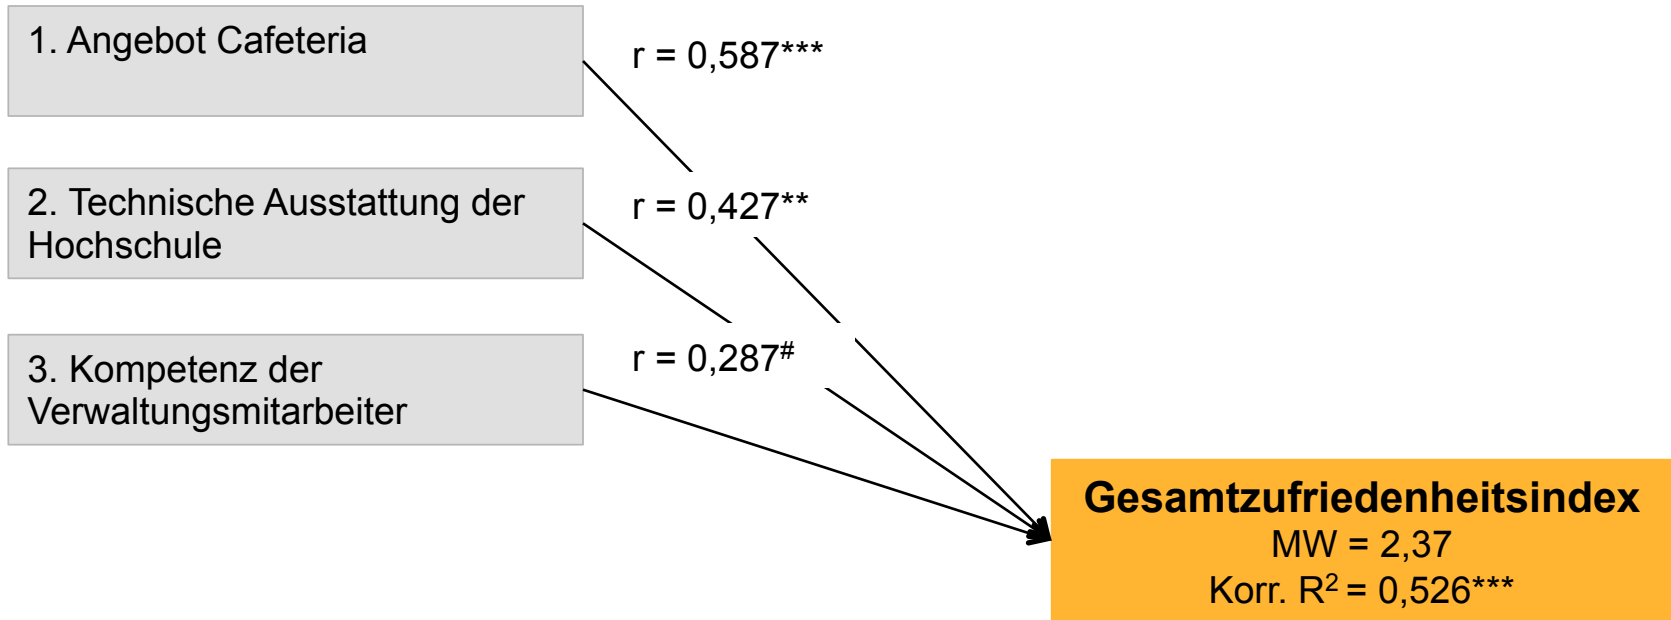 1. Angebot Cafeteria
r = 0,587***
2. Technische Ausstattung der
Hochschule
r = 0,427**
3. Kompetenz der
Verwaltungsmitarbeiter
r = 0,287#
Gesamtzufriedenheitsindex
MW = 2,37
Korr. R² = 0,526***